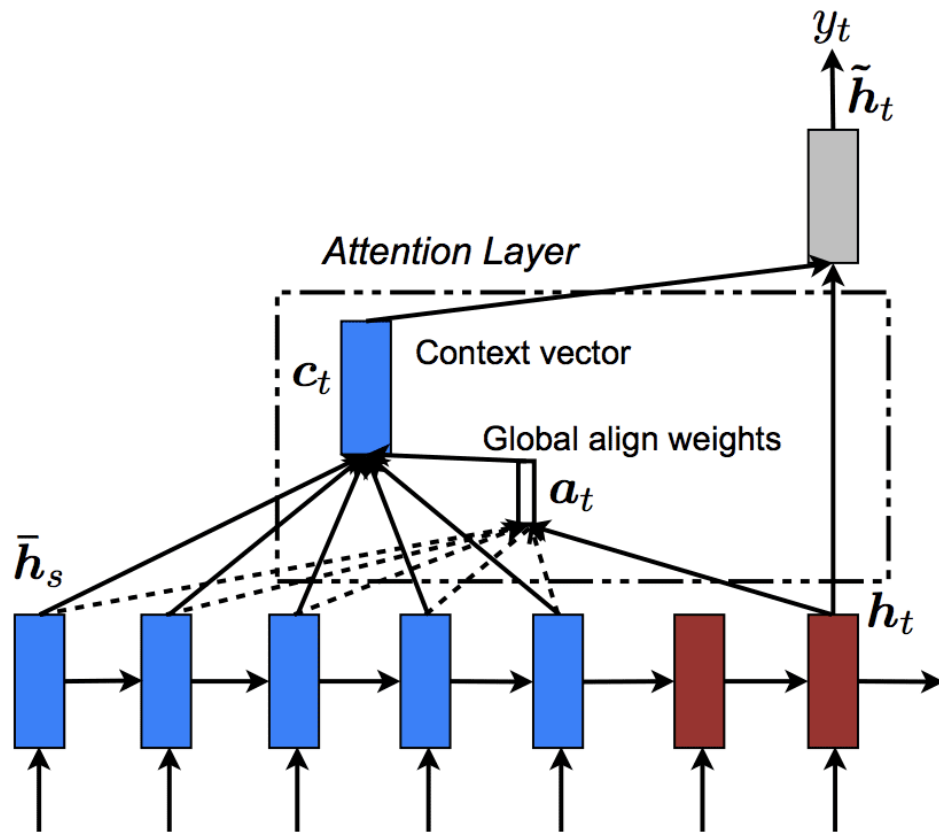 y_t
h̃_t
Attention Layer
c_t
Context vector
Global align weights
a_t
h̄_s
h_t